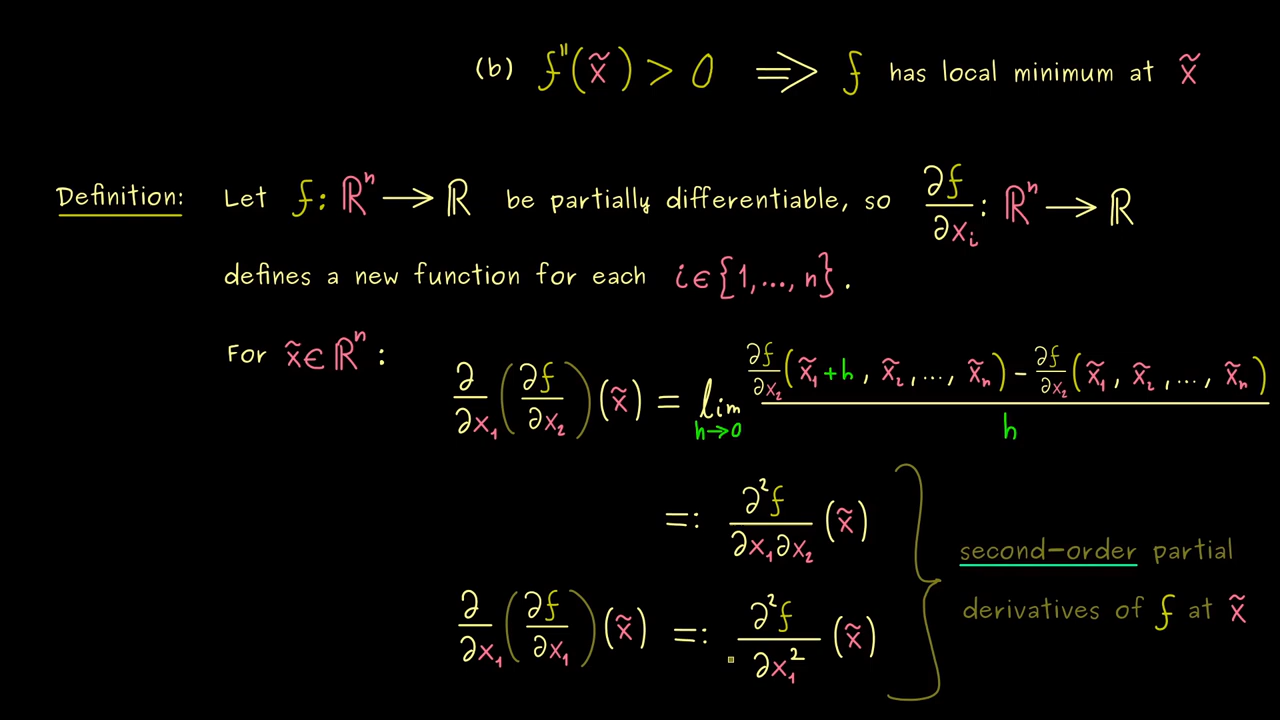 (b) f''(x̃) > 0 ⟹ f has local minimum at x̃
Definition: Let f: ℝⁿ → ℝ be partially differentiable, so ∂f/∂xᵢ : ℝⁿ → ℝ
defines a new function for each i ∈ {1, ..., n}.
For x̃ ∈ ℝⁿ : ∂/∂x₁ (∂f/∂x₂)(x̃) = lim h→0 (∂f/∂x₂(x̃₁+h, x̃₂, ..., x̃ₙ) − ∂f/∂x₂(x̃₁, x̃₂, ..., x̃ₙ)) / h
=: ∂²f/∂x₁∂x₂ (x̃)
∂/∂x₁ (∂f/∂x₁)(x̃) =: ∂²f/∂x₁² (x̃)
second-order partial
derivatives of f at x̃